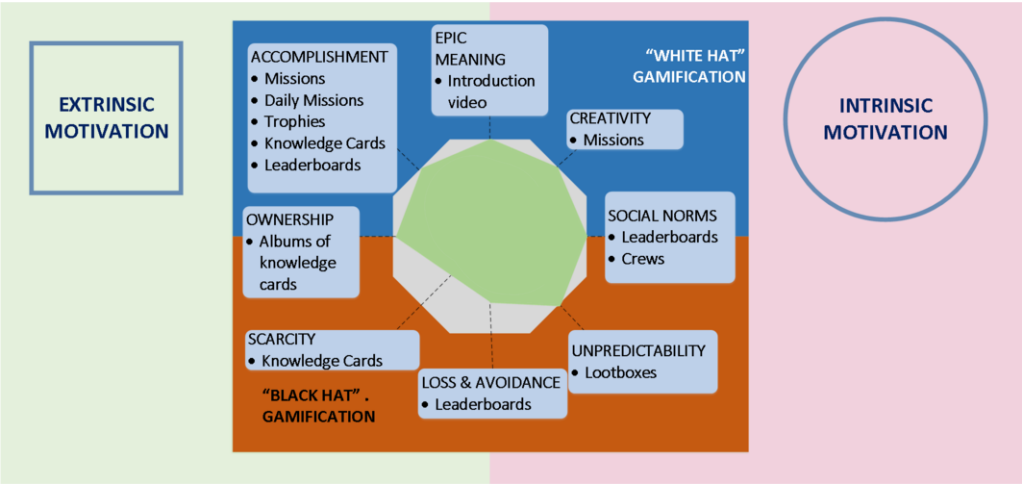 EXTRINSIC
MOTIVATION
ACCOMPLISHMENT
• Missions
• Daily Missions
• Trophies
• Knowledge Cards
• Leaderboards
EPIC
MEANING
• Introduction
video
“WHITE HAT”
GAMIFICATION
CREATIVITY
• Missions
INTRINSIC
MOTIVATION
OWNERSHIP
• Albums of
knowledge
cards
SOCIAL NORMS
• Leaderboards
• Crews
SCARCITY
• Knowledge Cards
UNPREDICTABILITY
• Lootboxes
LOSS & AVOIDANCE
• Leaderboards
“BLACK HAT” .
GAMIFICATION